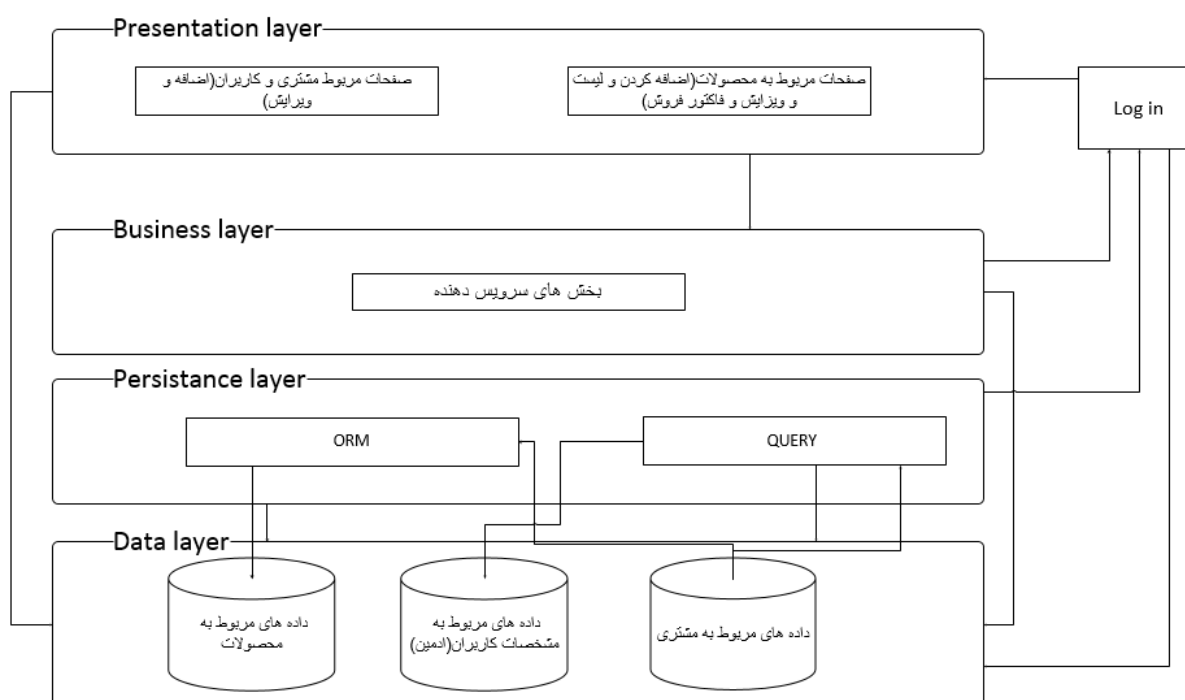 Presentation layer
صفحات مربوط مشتری و کاربران(اضافه و
ویرایش)
صفحات مربوط به محصولات(اضافه کردن و لیست
و ویزایش و فاکتور فروش)
Log in
Business layer
بخش های سرویس دهنده
Persistance layer
ORM
QUERY
Data layer
داده های مربوط به
محصولات
داده های مربوط به
مشخصات کاربران(ادمین)
داده های مربوط به مشتری